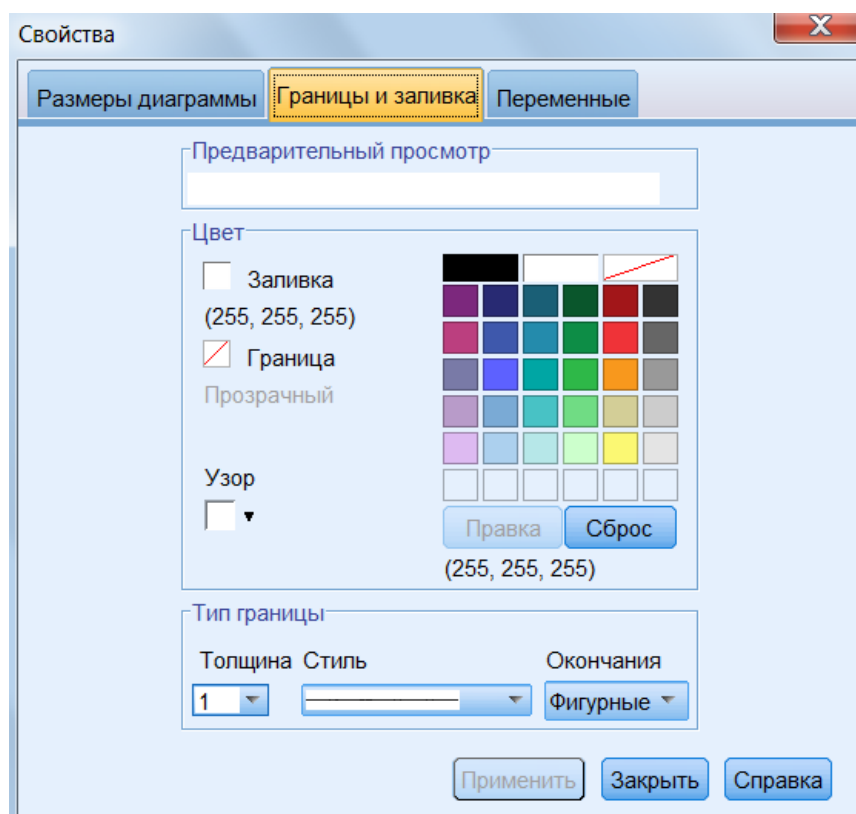 Свойства
X
Размеры диаграммы Границы и заливка Переменные
Предварительный просмотр
Цвет
Заливка
(255, 255, 255)
Граница
Прозрачный
Узор
Правка Сброс
(255, 255, 255)
Тип границы
Толщина Стиль Окончания
1 Фигурные
Применить Закрыть Справка